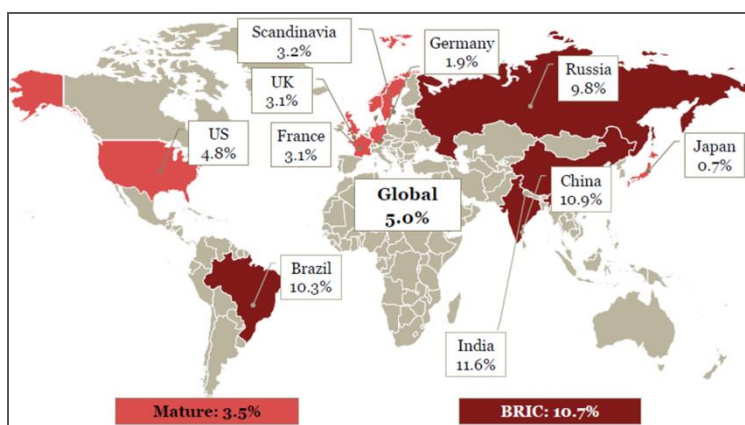 Scandinavia
3.2%
Germany
1.9%
UK
3.1%
Russia
9.8%
US
4.8%
France
3.1%
Japan
0.7%
Global
5.0%
China
10.9%
Brazil
10.3%
India
11.6%
Mature: 3.5%
BRIC: 10.7%